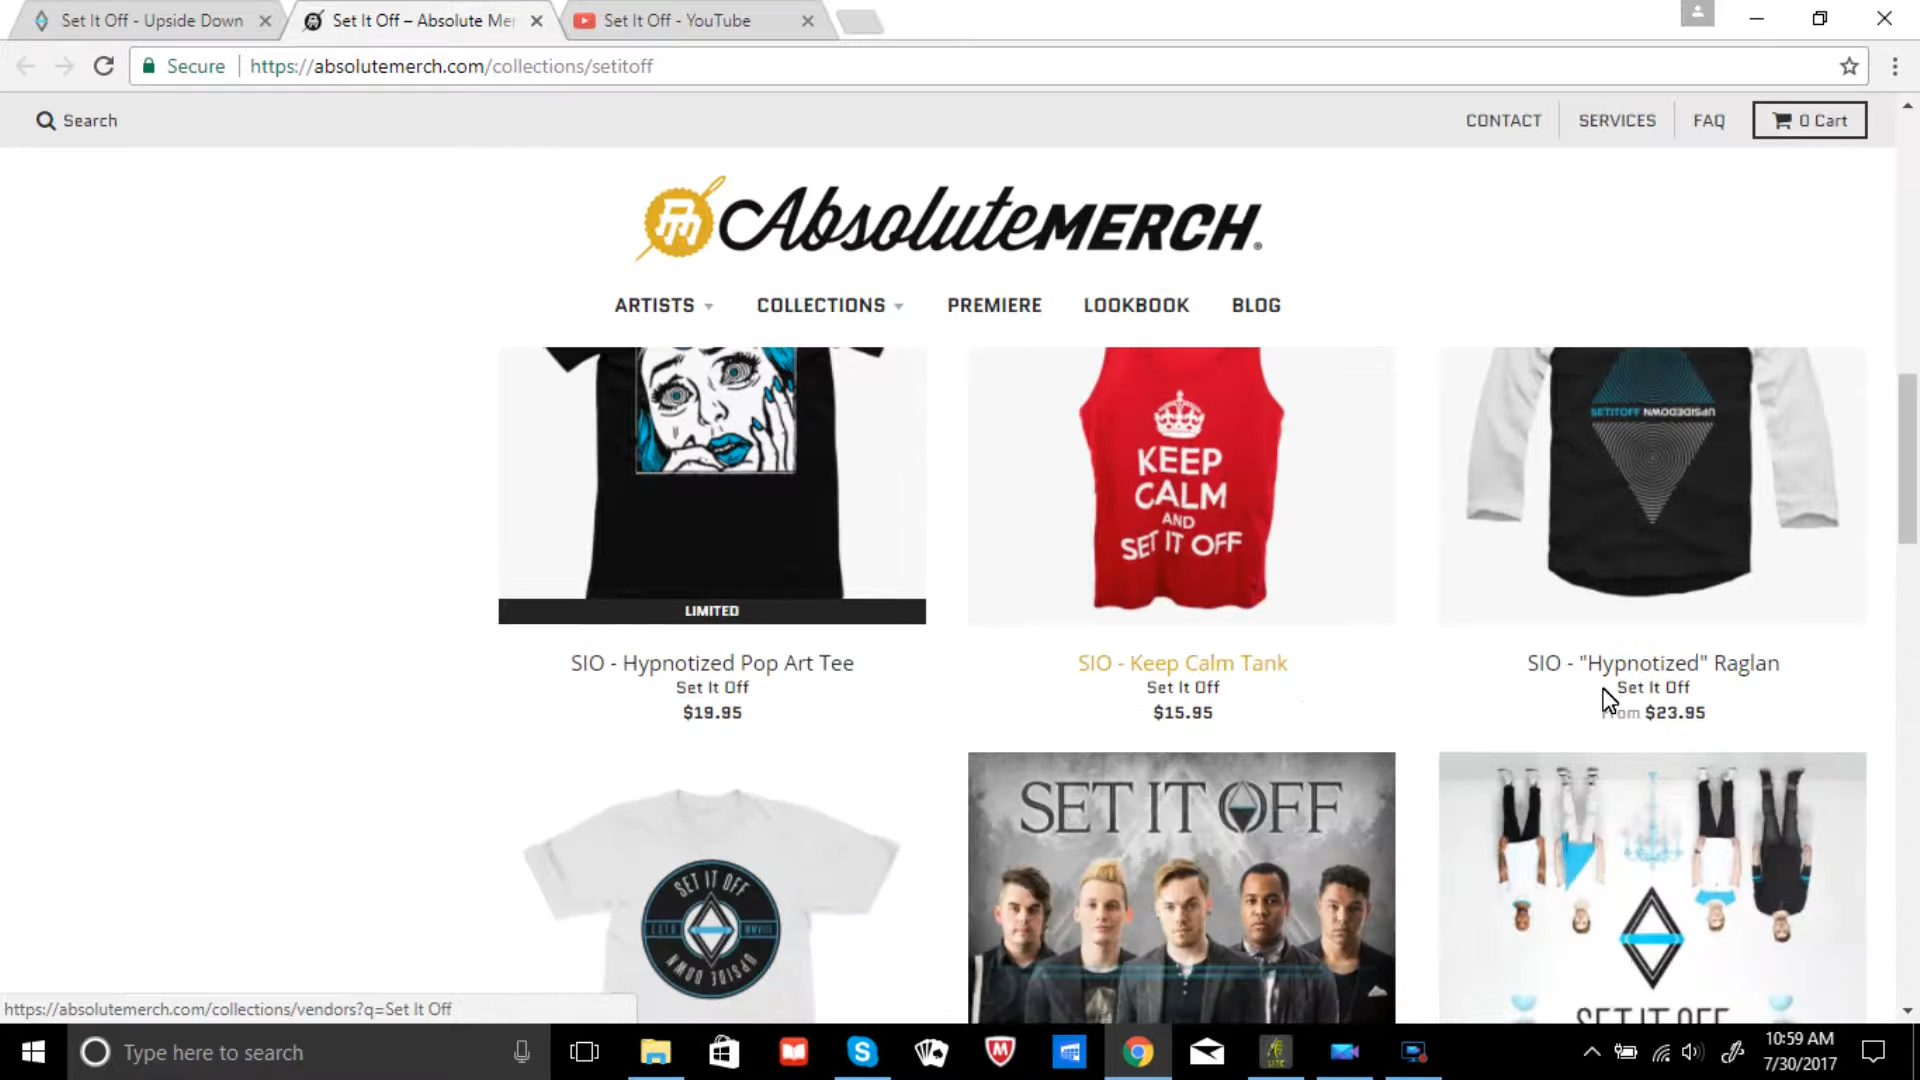 Set It Off - Upside Down
Set It Off – Absolute Mer
Set It Off - YouTube
Secure
https://absolutemerch.com/collections/setitoff
Search
CONTACT
SERVICES
FAQ
0 Cart
AbsoluteMERCH
ARTISTS
COLLECTIONS
PREMIERE
LOOKBOOK
BLOG
KEEP
CALM
AND
SET IT OFF
SETITOFF UPSIDEDOWN
LIMITED
SIO - Hypnotized Pop Art Tee
Set It Off
$19.95
SIO - Keep Calm Tank
Set It Off
$15.95
SIO - "Hypnotized" Raglan
Set It Off
From $23.95
SET IT OFF
UPSIDE DOWN
SET IT OFF
SET IT OFF
https://absolutemerch.com/collections/vendors?q=Set It Off
Type here to search
10:59 AM
7/30/2017